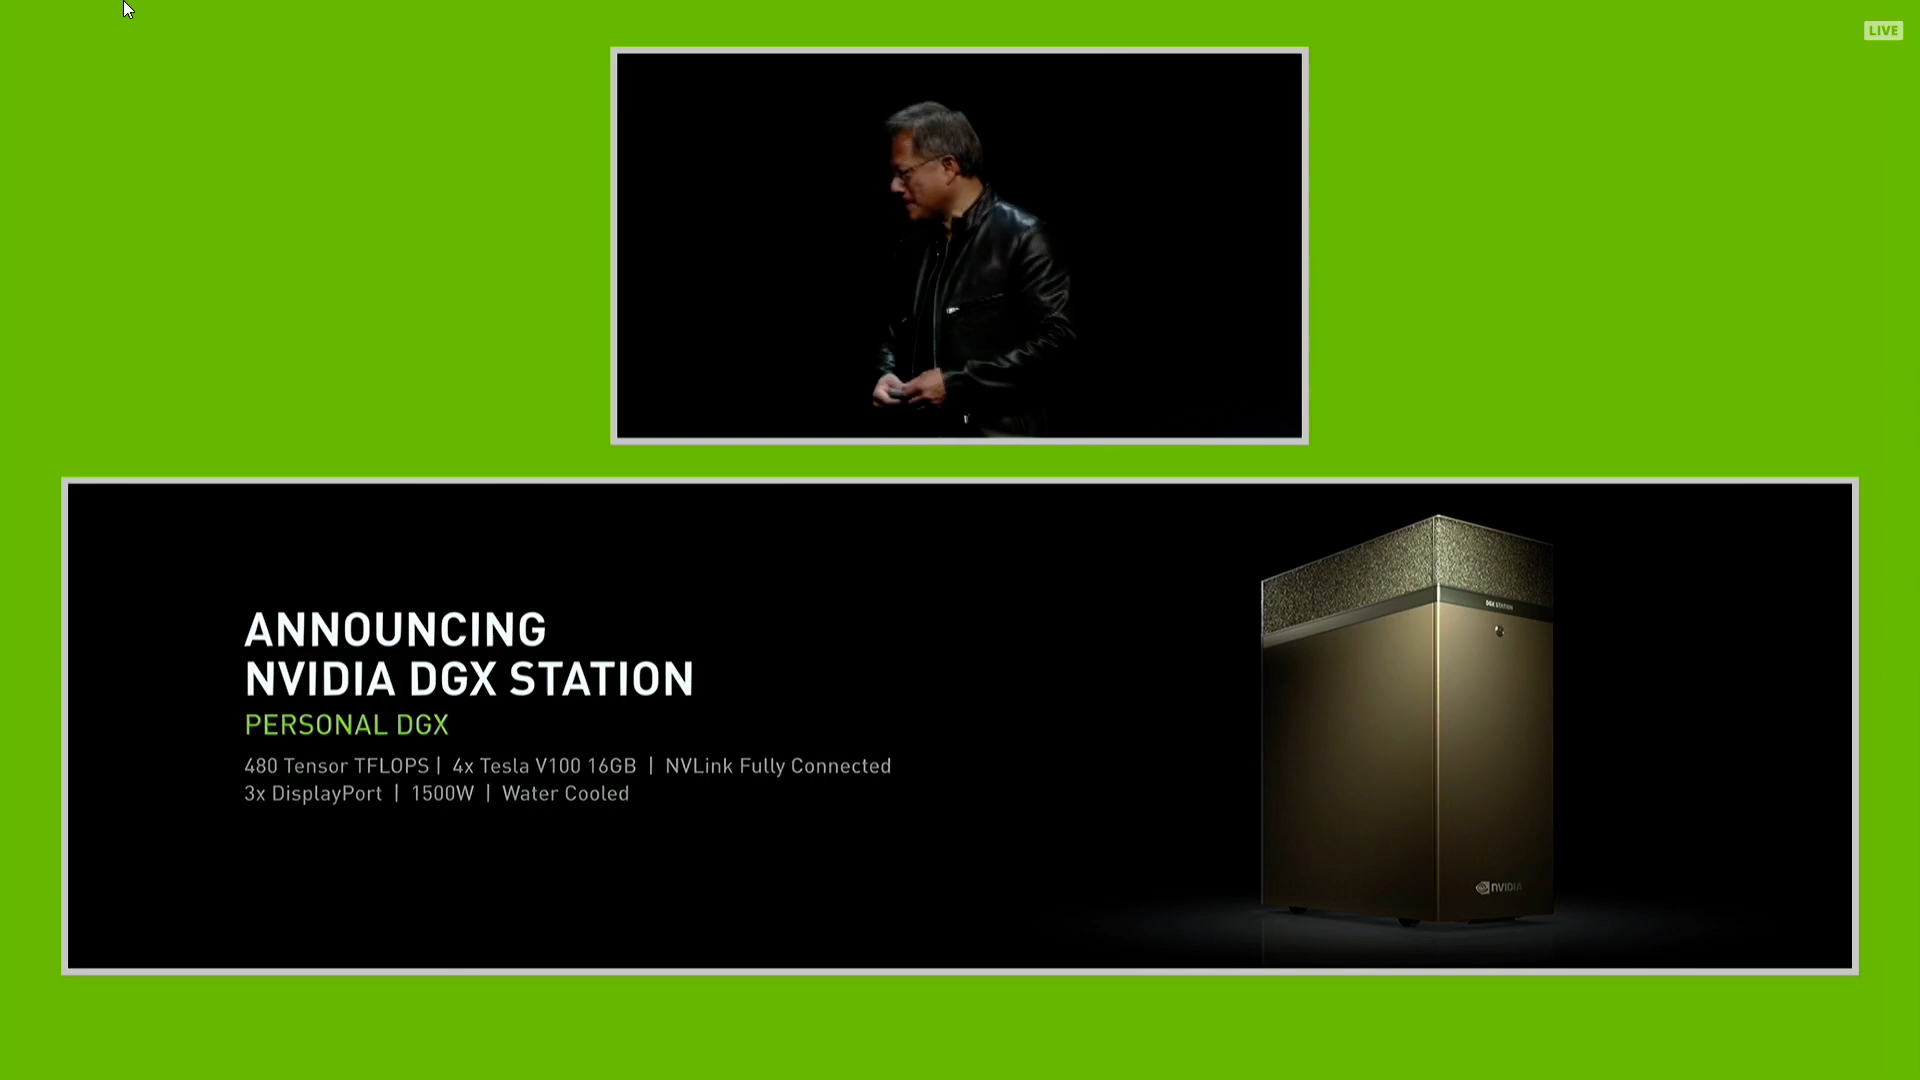 LIVE
ANNOUNCING
NVIDIA DGX STATION
PERSONAL DGX
480 Tensor TFLOPS | 4x Tesla V100 16GB | NVLink Fully Connected
3x DisplayPort | 1500W | Water Cooled
DGX STATION
NVIDIA